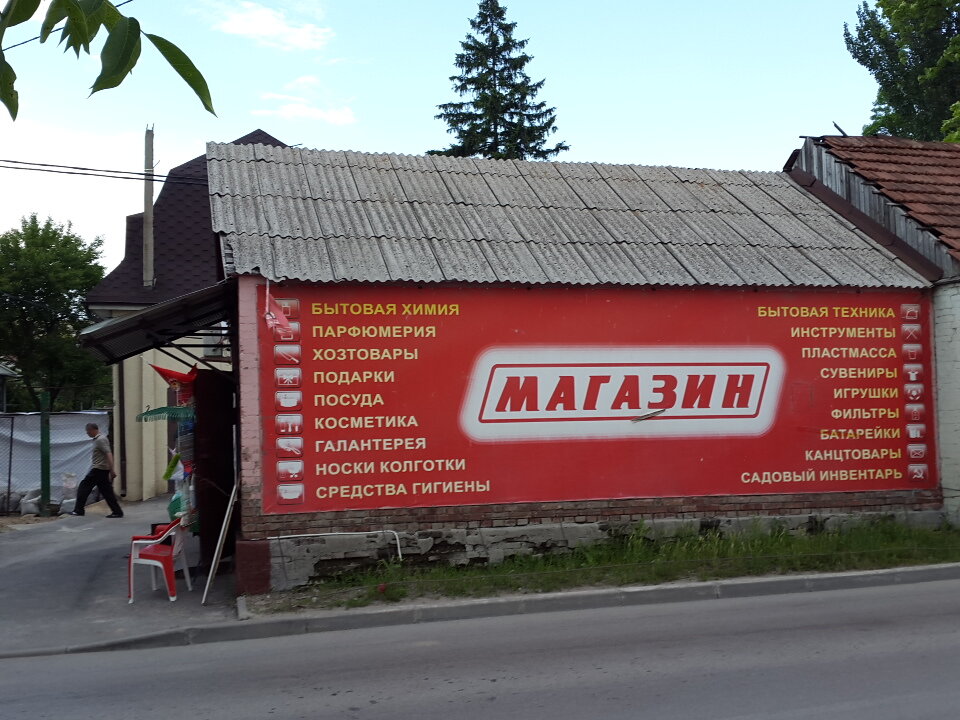 БЫТОВАЯ ХИМИЯ
ПАРФЮМЕРИЯ
ХОЗТОВАРЫ
ПОДАРКИ
ПОСУДА
КОСМЕТИКА
ГАЛАНТЕРЕЯ
НОСКИ КОЛГОТКИ
СРЕДСТВА ГИГИЕНЫ
МАГАЗИН
БЫТОВАЯ ТЕХНИКА
ИНСТРУМЕНТЫ
ПЛАСТМАССА
СУВЕНИРЫ
ИГРУШКИ
ФИЛЬТРЫ
БАТАРЕЙКИ
КАНЦТОВАРЫ
САДОВЫЙ ИНВЕНТАРЬ